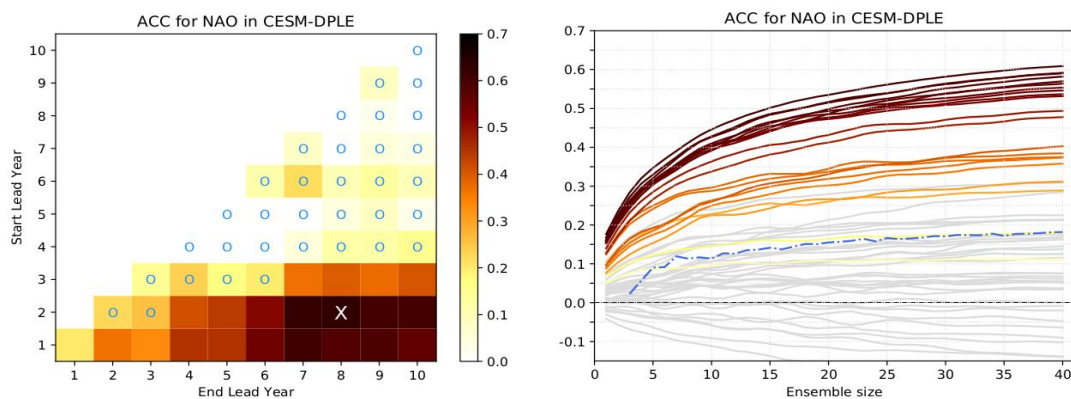 ACC for NAO in CESM-DPLE
10
9
8
7
6
5
4
3
2
1
Start Lead Year
O
O O
O O O
O O O O
O O O O O
O O O O O O
O O O O O O O
O O O O
O O X
1 2 3 4 5 6 7 8 9 10
End Lead Year
0.7
0.6
0.5
0.4
0.3
0.2
0.1
0.0
ACC for NAO in CESM-DPLE
0.7
0.6
0.5
0.4
0.3
0.2
0.1
0.0
-0.1
0 5 10 15 20 25 30 35 40
Ensemble size